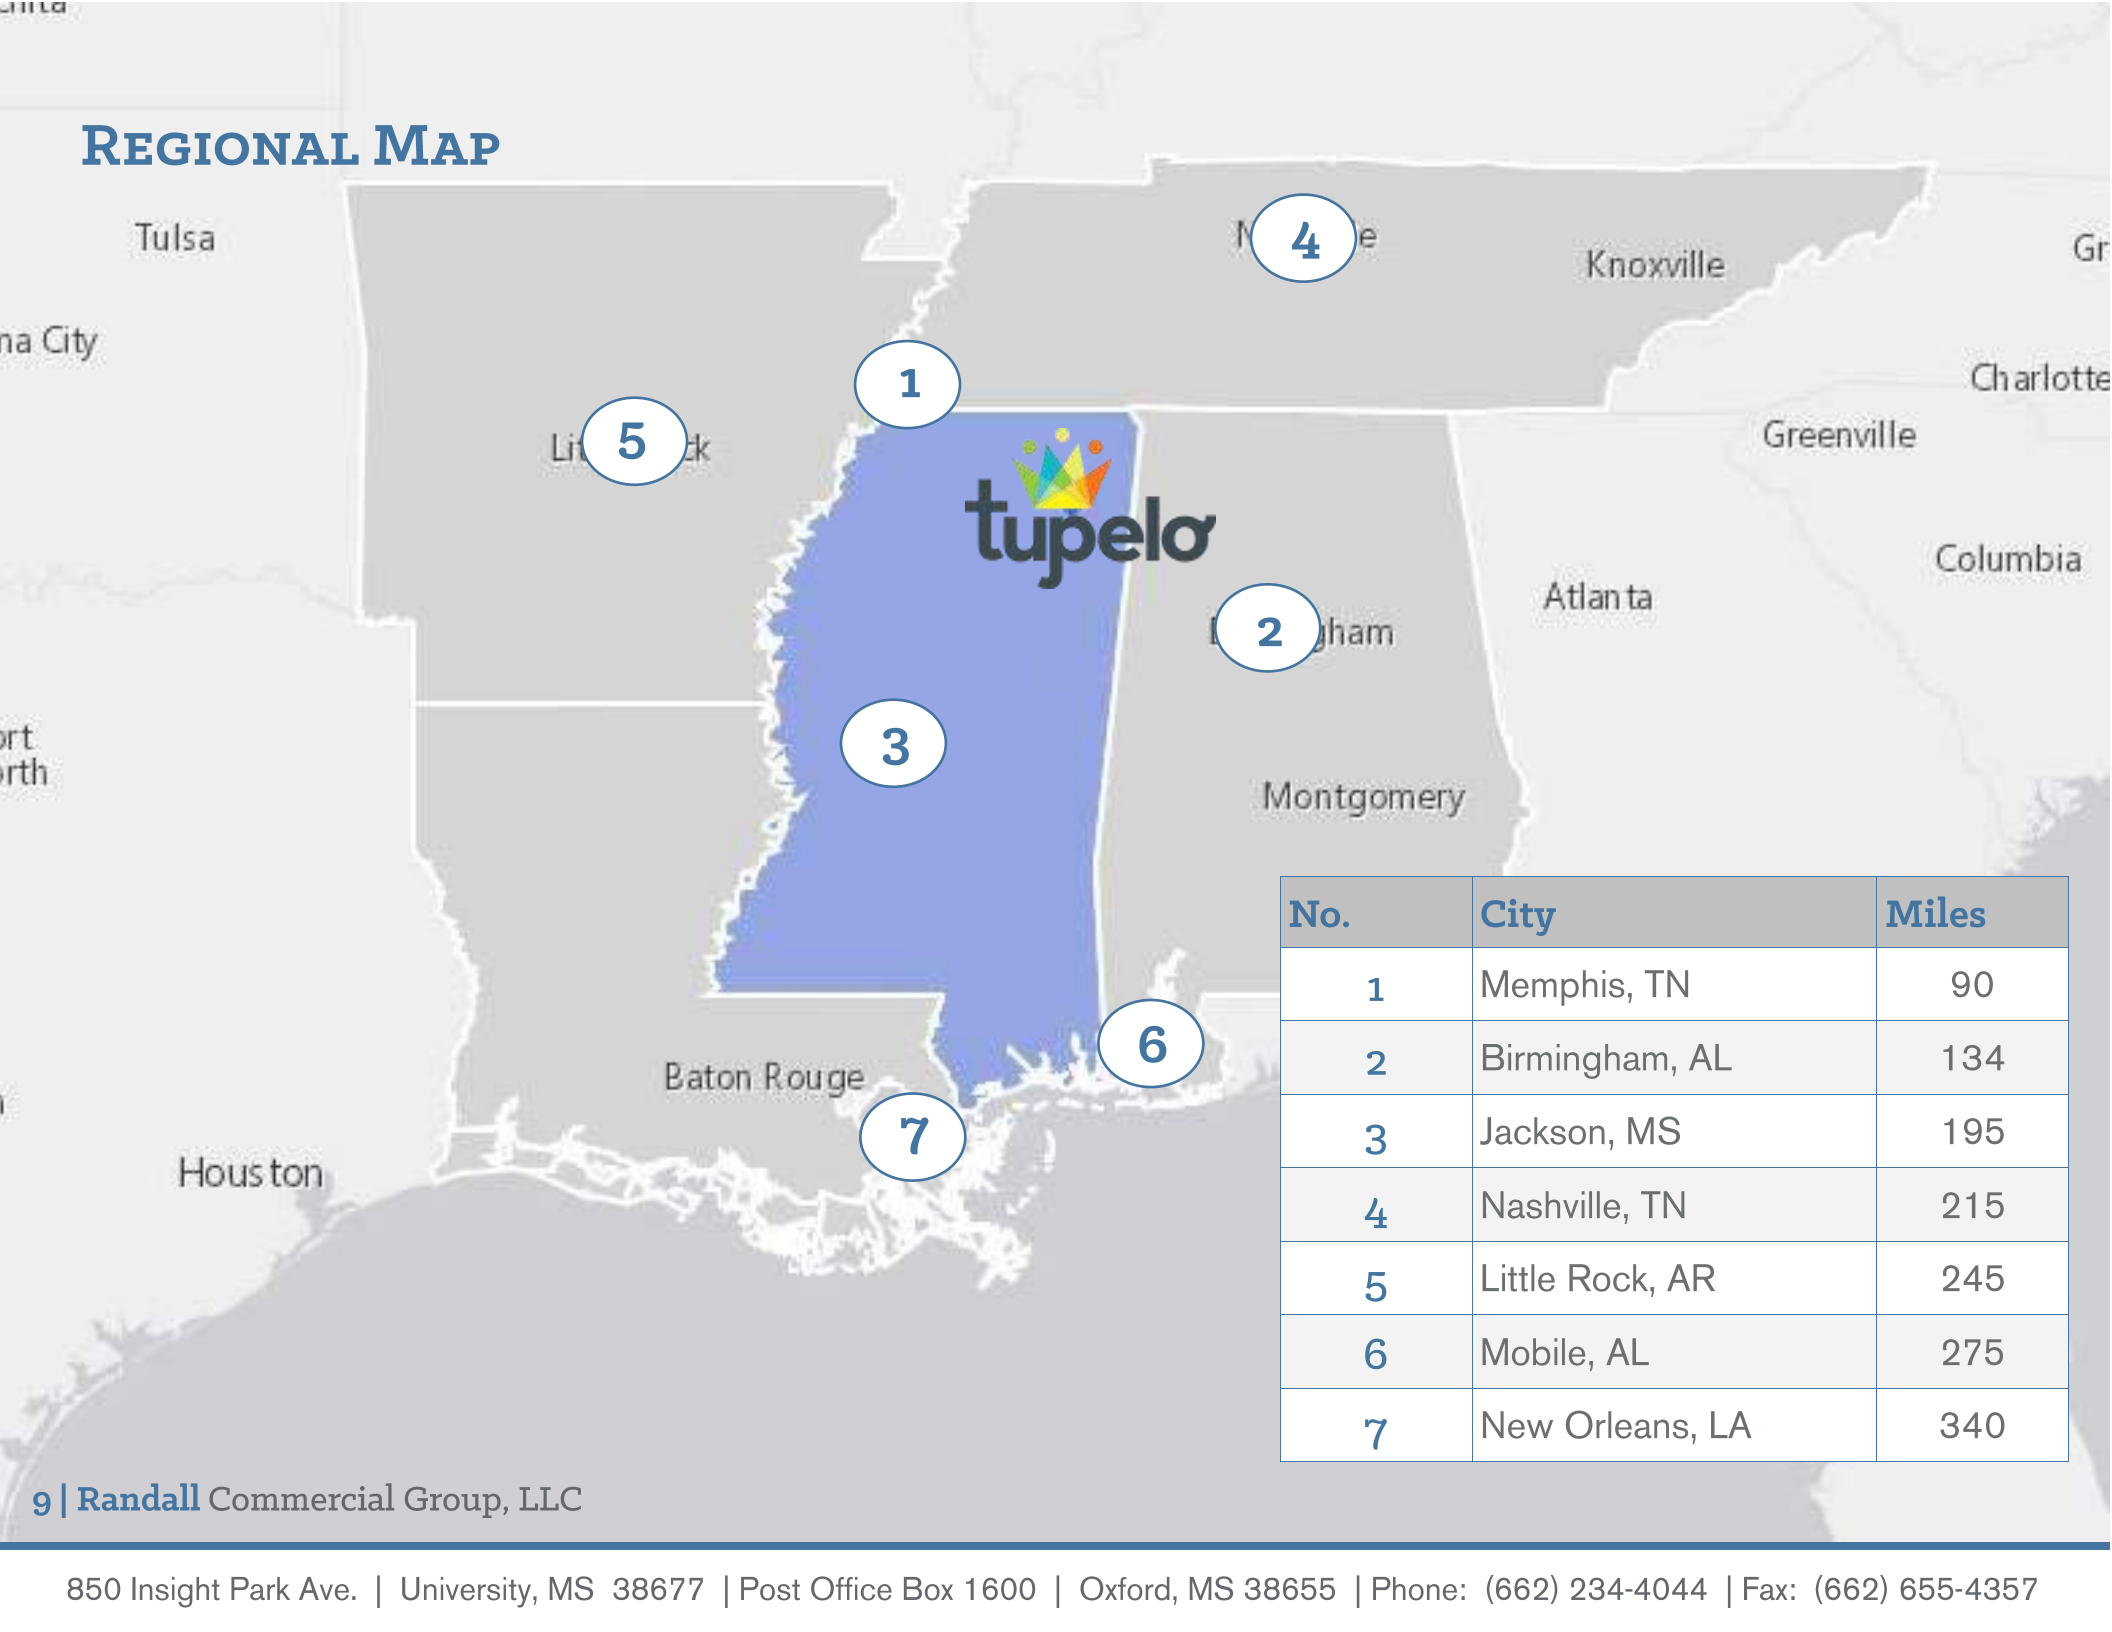 REGIONAL MAP
Tulsa
na City
Knoxville
Charlotte
Greenville
Columbia
Atlanta
tupelo
4
1
5
2
3
Montgomery
6
Baton Rouge
7
Houston
No. City Miles
1 Memphis, TN 90
2 Birmingham, AL 134
3 Jackson, MS 195
4 Nashville, TN 215
5 Little Rock, AR 245
6 Mobile, AL 275
7 New Orleans, LA 340
9 | Randall Commercial Group, LLC
850 Insight Park Ave. | University, MS 38677 | Post Office Box 1600 | Oxford, MS 38655 | Phone: (662) 234-4044 | Fax: (662) 655-4357